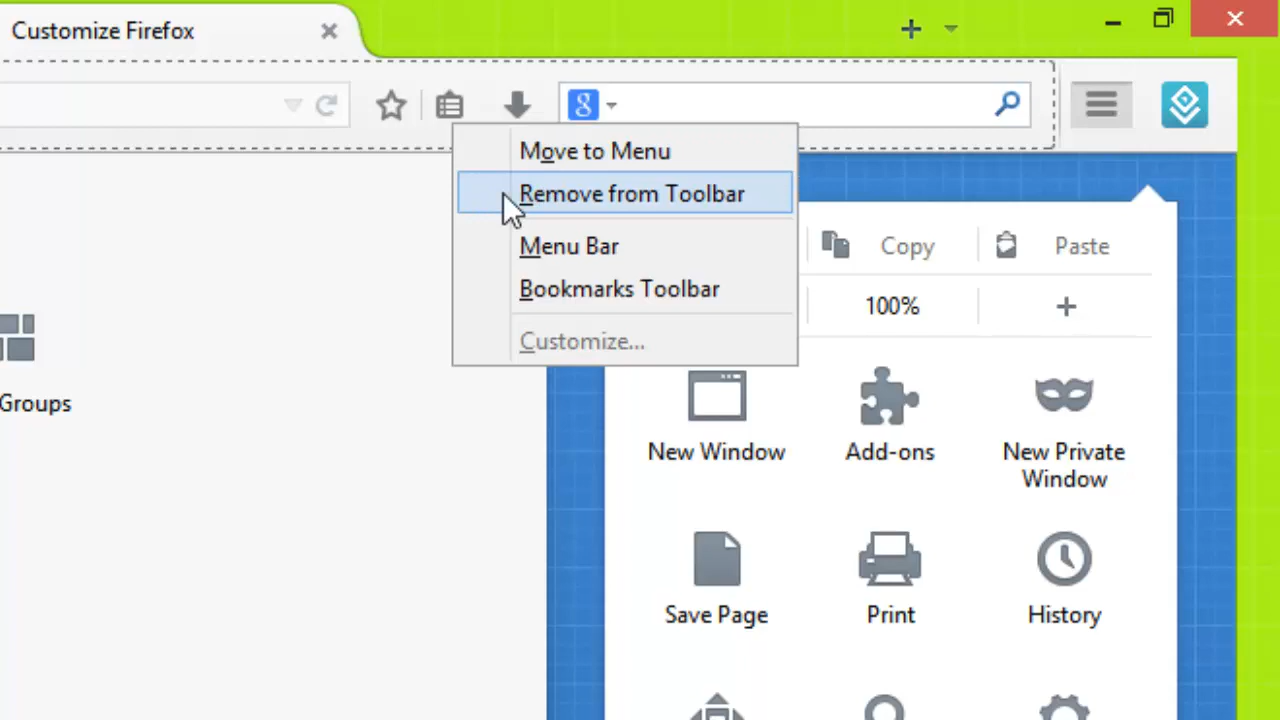 Customize Firefox
8
Move to Menu
Remove from Toolbar
Menu Bar
Bookmarks Toolbar
Customize...
Copy
Paste
100%
+
Groups
New Window
Add-ons
New Private
Window
Save Page
Print
History